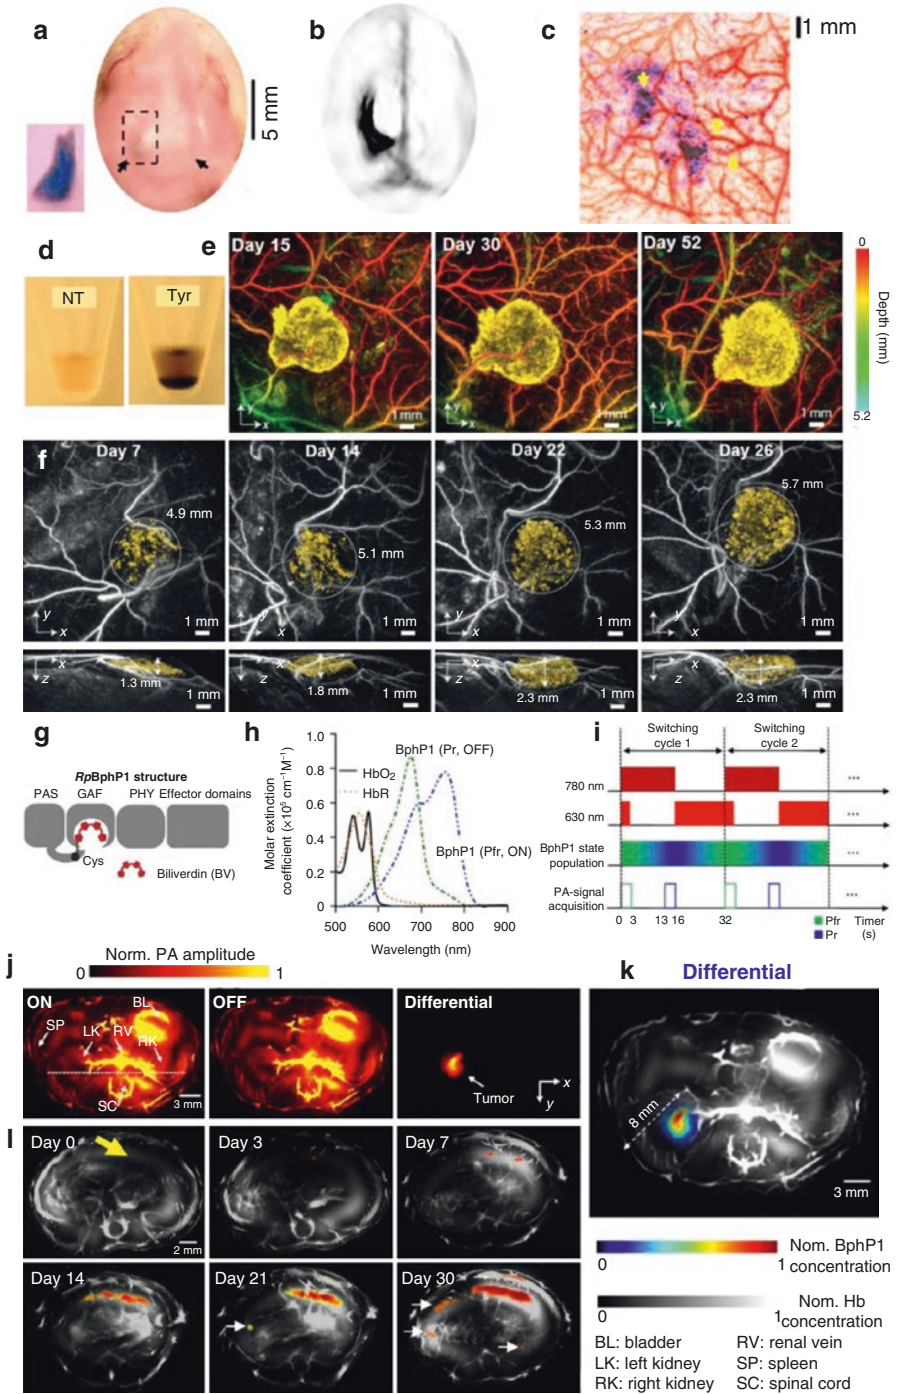 a
5 mm
b
c
1 mm
d
NT
Tyr
e
Day 15
Day 30
Day 52
y
x
1 mm
y
x
1 mm
y
x
1 mm
0
Depth (mm)
5.2
f
Day 7
Day 14
Day 22
Day 26
4.9 mm
5.1 mm
5.3 mm
5.7 mm
y
x
1 mm
y
x
1 mm
y
x
1 mm
y
x
1 mm
x
z
1.3 mm
1 mm
x
z
1.8 mm
1 mm
x
z
2.3 mm
1 mm
x
z
2.3 mm
1 mm
g
RpBphP1 structure
PAS GAF PHY Effector domains
Cys
Biliverdin (BV)
h
Molar extinction
coefficient (×10⁵ cm⁻¹M⁻¹)
1.0
0.8
0.6
0.4
0.2
0
500 600 700 800 900
Wavelength (nm)
HbO₂
HbR
BphP1 (Pr, OFF)
BphP1 (Pfr, ON)
i
Switching
cycle 1
Switching
cycle 2
780 nm
...
630 nm
...
BphP1 state
population
...
PA-signal
acquisition
...
0 3 13 16 32
Pfr
Pr
Timer
(s)
j
Norm. PA amplitude
0
1
ON
BL
SP
LK
RV
RK
SC
3 mm
OFF
Differential
Tumor
x
y
k
Differential
8 mm
3 mm
l
Day 0
2 mm
Day 3
Day 7
Day 14
Day 21
Day 30
Nom. BphP1
concentration
0
1
Nom. Hb
concentration
0
1
BL: bladder
RV: renal vein
LK: left kidney
SP: spleen
RK: right kidney
SC: spinal cord